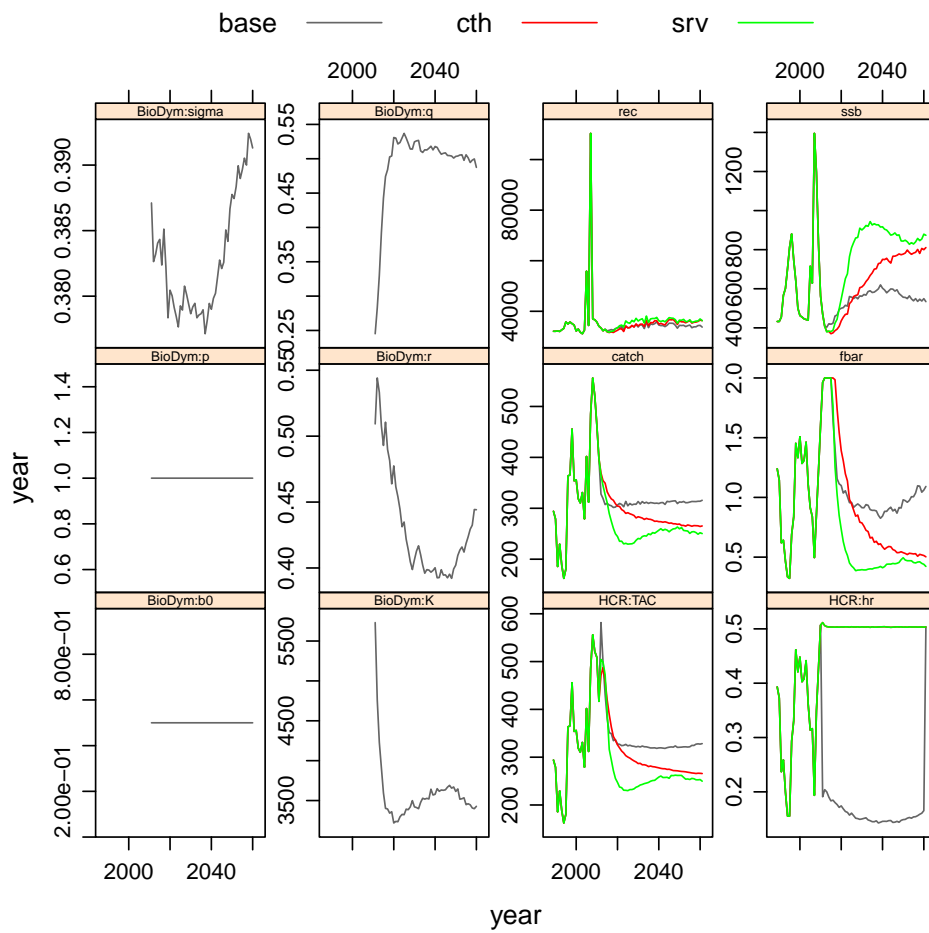 base cth srv
2000 2040 2000 2040
BioDym:sigma BioDym:q rec ssb
0.380 0.385 0.390
0.25 0.35 0.45 0.55
40000 80000
400 600 800 1200
BioDym:p BioDym:r catch fbar
0.6 0.8 1.0 1.2 1.4
0.40 0.45 0.50 0.55
200 300 400 500
0.5 1.0 1.5 2.0
year
BioDym:b0 BioDym:K HCR:TAC HCR:hr
2.00e-01 8.00e-01
3500 4500 5500
200 300 400 500 600
0.2 0.3 0.4 0.5
2000 2040 2000 2040
year